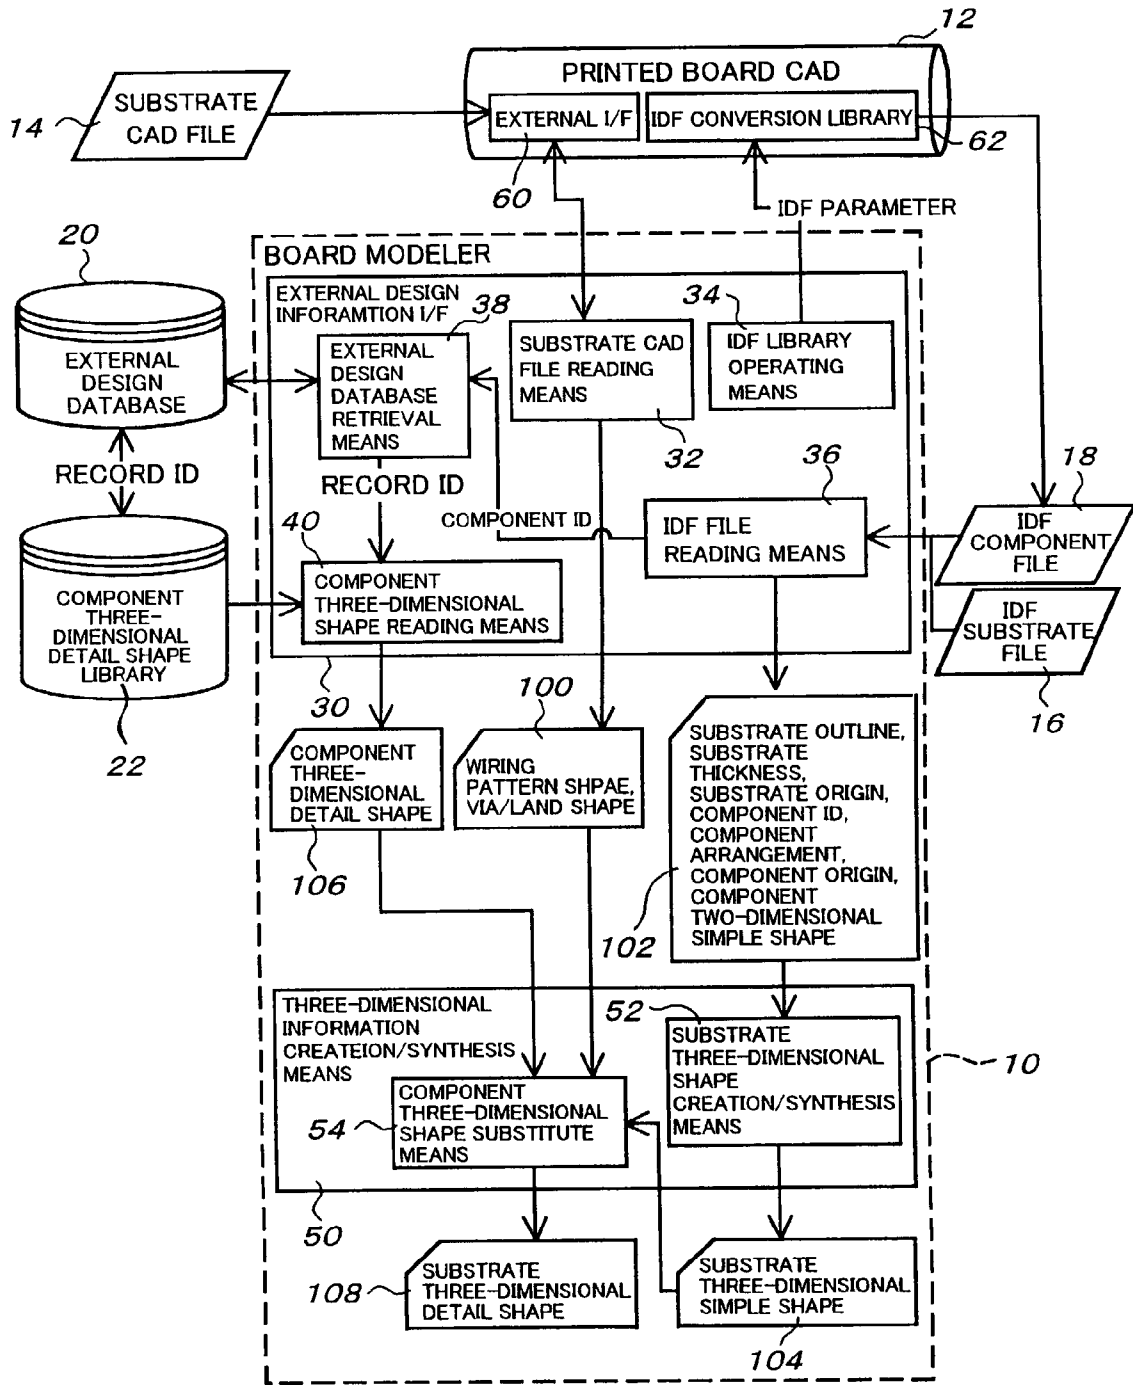 12
PRINTED BOARD CAD
SUBSTRATE
CAD FILE
14
EXTERNAL I/F
IDF CONVERSION LIBRARY
62
60
IDF PARAMETER
20
BOARD MODELER
EXTERNAL DESIGN
INFORAMTION I/F
38
34
EXTERNAL
DESIGN
DATABASE
EXTERNAL
DESIGN
DATABASE
RETRIEVAL
MEANS
SUBSTRATE CAD
FILE READING
MEANS
IDF LIBRARY
OPERATING
MEANS
32
36
18
RECORD ID
RECORD ID
COMPONENT ID
IDF FILE
READING MEANS
IDF
COMPONENT
FILE
40
COMPONENT
THREE-DIMENSIONAL
SHAPE READING MEANS
COMPONENT
THREE-
DIMENSIONAL
DETAIL SHAPE
LIBRARY
IDF
SUBSTRATE
FILE
22
30
100
16
COMPONENT
THREE-
DIMENSIONAL
DETAIL SHAPE
WIRING
PATTERN SHPAE,
VIA/LAND SHAPE
SUBSTRATE OUTLINE,
SUBSTRATE
THICKNESS,
SUBSTRATE ORIGIN,
COMPONENT ID,
COMPONENT
ARRANGEMENT,
COMPONENT ORIGIN,
COMPONENT
TWO-DIMENSIONAL
SIMPLE SHAPE
106
102
THREE-DIMENSIONAL
INFORMATION
CREATEION/SYNTHESIS
MEANS
52
SUBSTRATE
THREE-DIMENSIONAL
SHAPE
CREATION/SYNTHESIS
MEANS
10
54
COMPONENT
THREE-DIMENSIONAL
SHAPE SUBSTITUTE
MEANS
50
108
SUBSTRATE
THREE-DIMENSIONAL
DETAIL SHAPE
SUBSTRATE
THREE-DIMENSIONAL
SIMPLE SHAPE
104